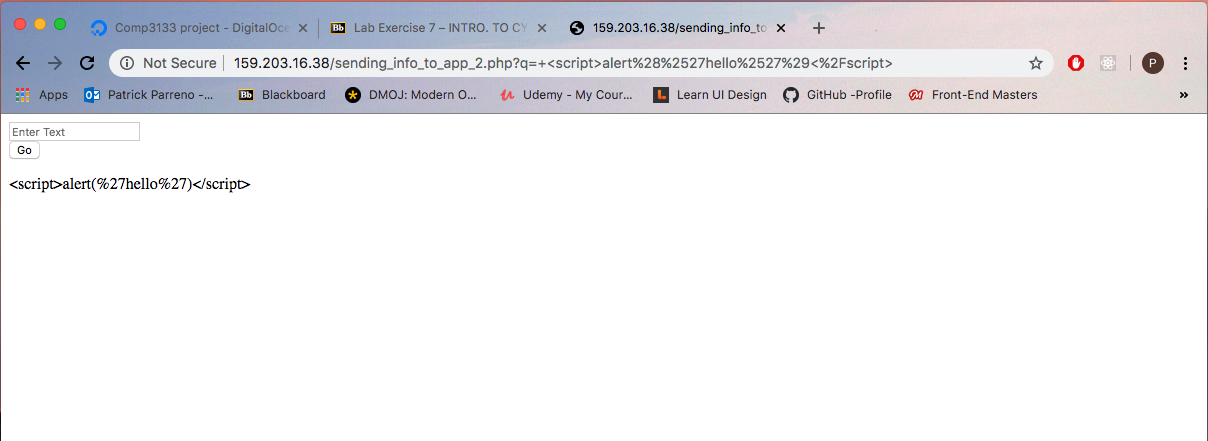 Comp3133 project - DigitalOce
Lab Exercise 7 – INTRO. TO CY
159.203.16.38/sending_info_to
Not Secure
159.203.16.38/sending_info_to_app_2.php?q=+<script>alert%28%2527hello%2527%29<%2Fscript>
P
Apps
Patrick Parreno -...
Bb
Blackboard
DMOJ: Modern O...
Udemy - My Cour...
Learn UI Design
GitHub -Profile
Front-End Masters
»
Enter Text
Go
<script>alert(%27hello%27)</script>